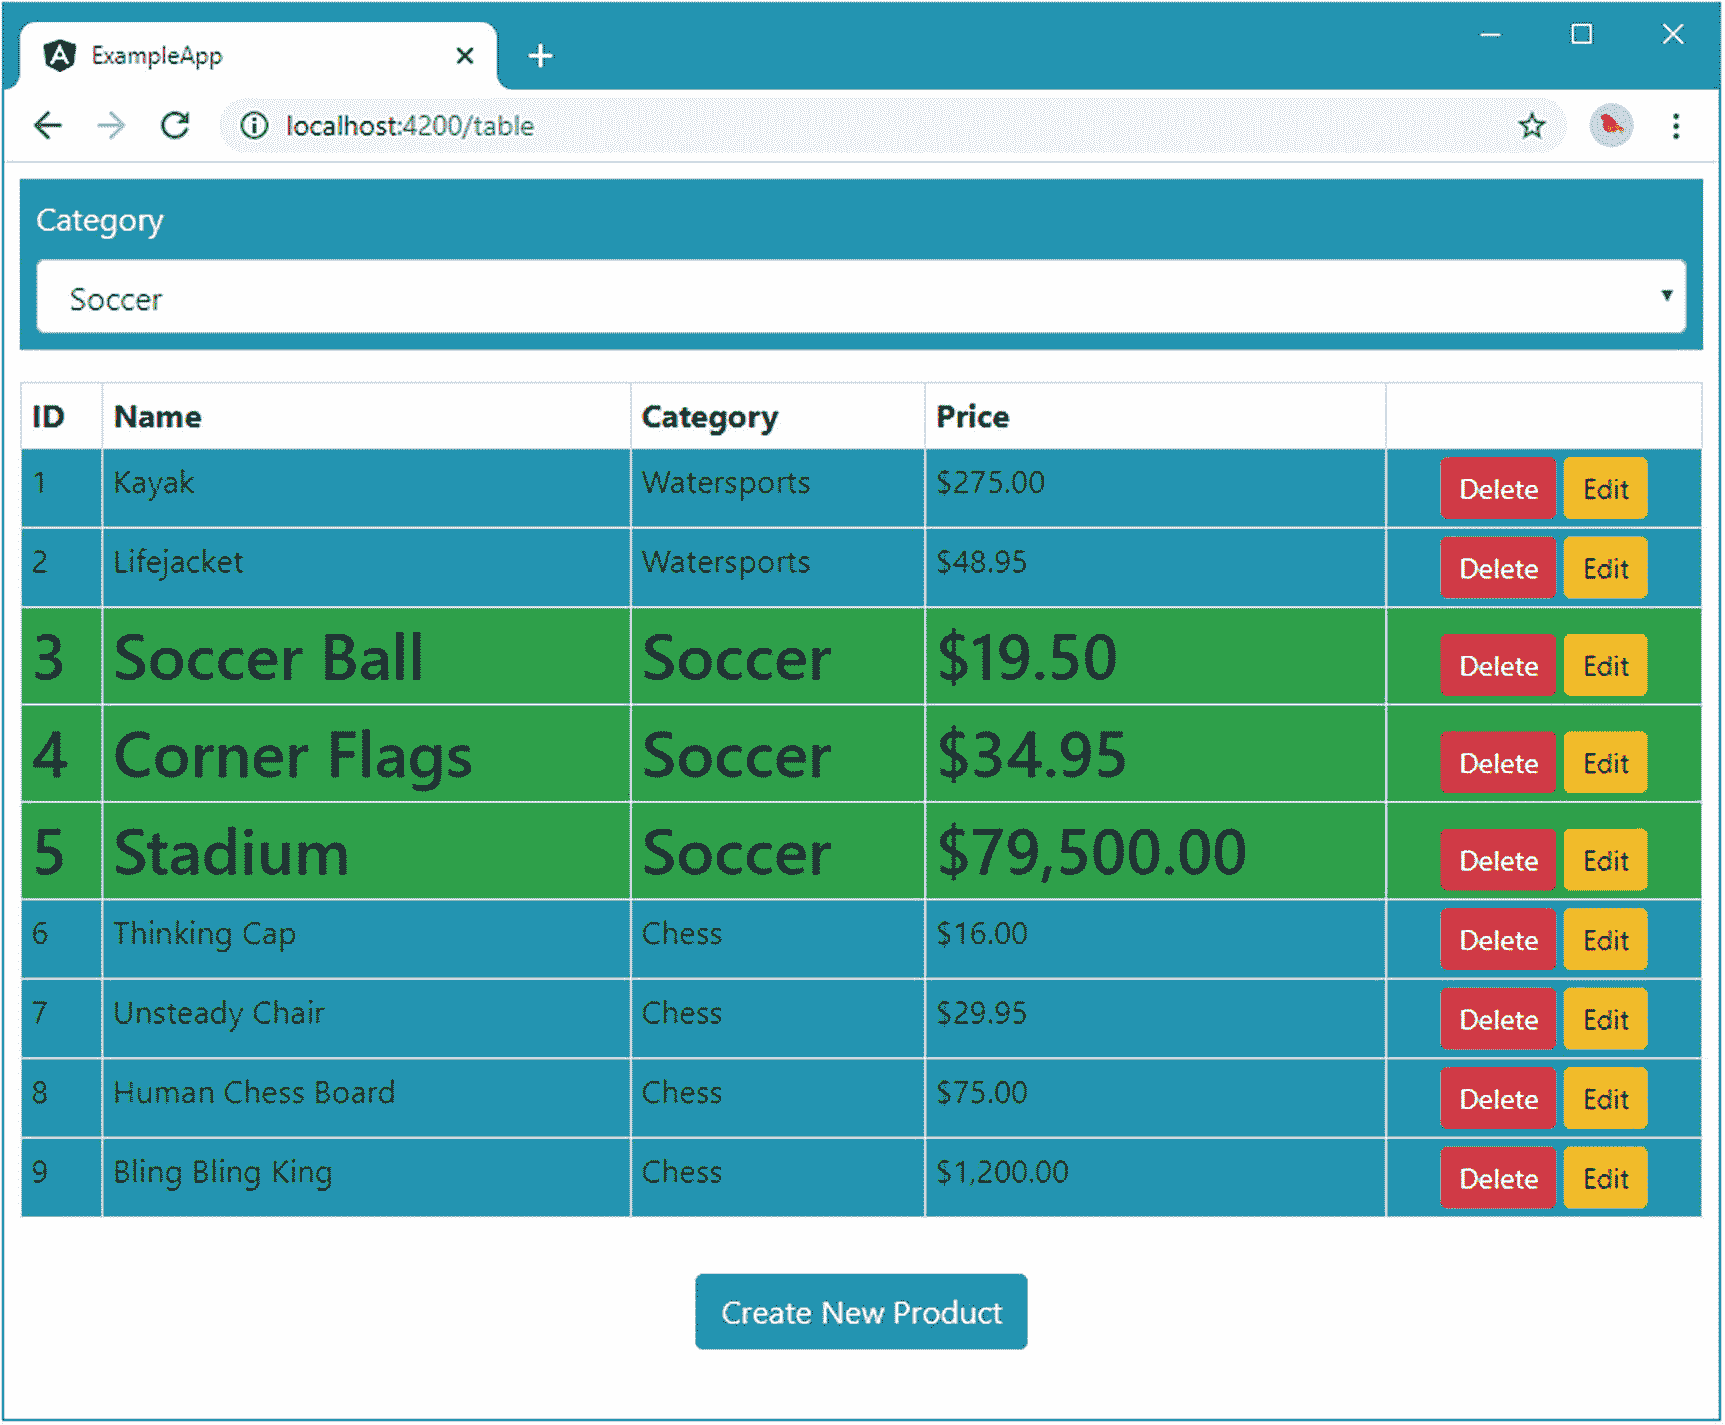 ExampleApp
localhost:4200/table
Category
Soccer
ID Name Category Price
1 Kayak Watersports $275.00 Delete Edit
2 Lifejacket Watersports $48.95 Delete Edit
3 Soccer Ball Soccer $19.50 Delete Edit
4 Corner Flags Soccer $34.95 Delete Edit
5 Stadium Soccer $79,500.00 Delete Edit
6 Thinking Cap Chess $16.00 Delete Edit
7 Unsteady Chair Chess $29.95 Delete Edit
8 Human Chess Board Chess $75.00 Delete Edit
9 Bling Bling King Chess $1,200.00 Delete Edit
Create New Product